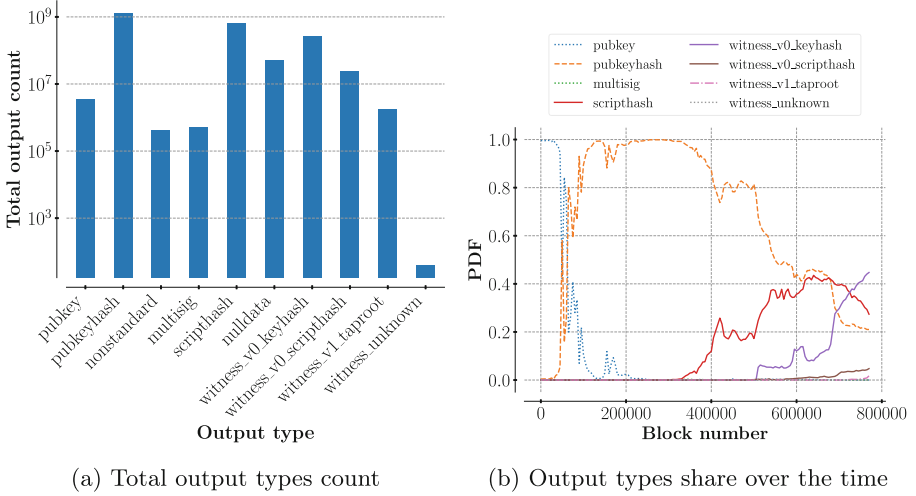 10^9
10^7
10^5
10^3
Total output count
pubkey
pubkeyhash
nonstandard
multisig
scripthash
nulldata
witness_v0_keyhash
witness_v0_scripthash
witness_v1_taproot
witness_unknown
Output type
(a) Total output types count
pubkey
pubkeyhash
multisig
scripthash
witness_v0_keyhash
witness_v0_scripthash
witness_v1_taproot
witness_unknown
1.0
0.8
0.6
0.4
0.2
0.0
PDF
0
200000
400000
600000
800000
Block number
(b) Output types share over the time